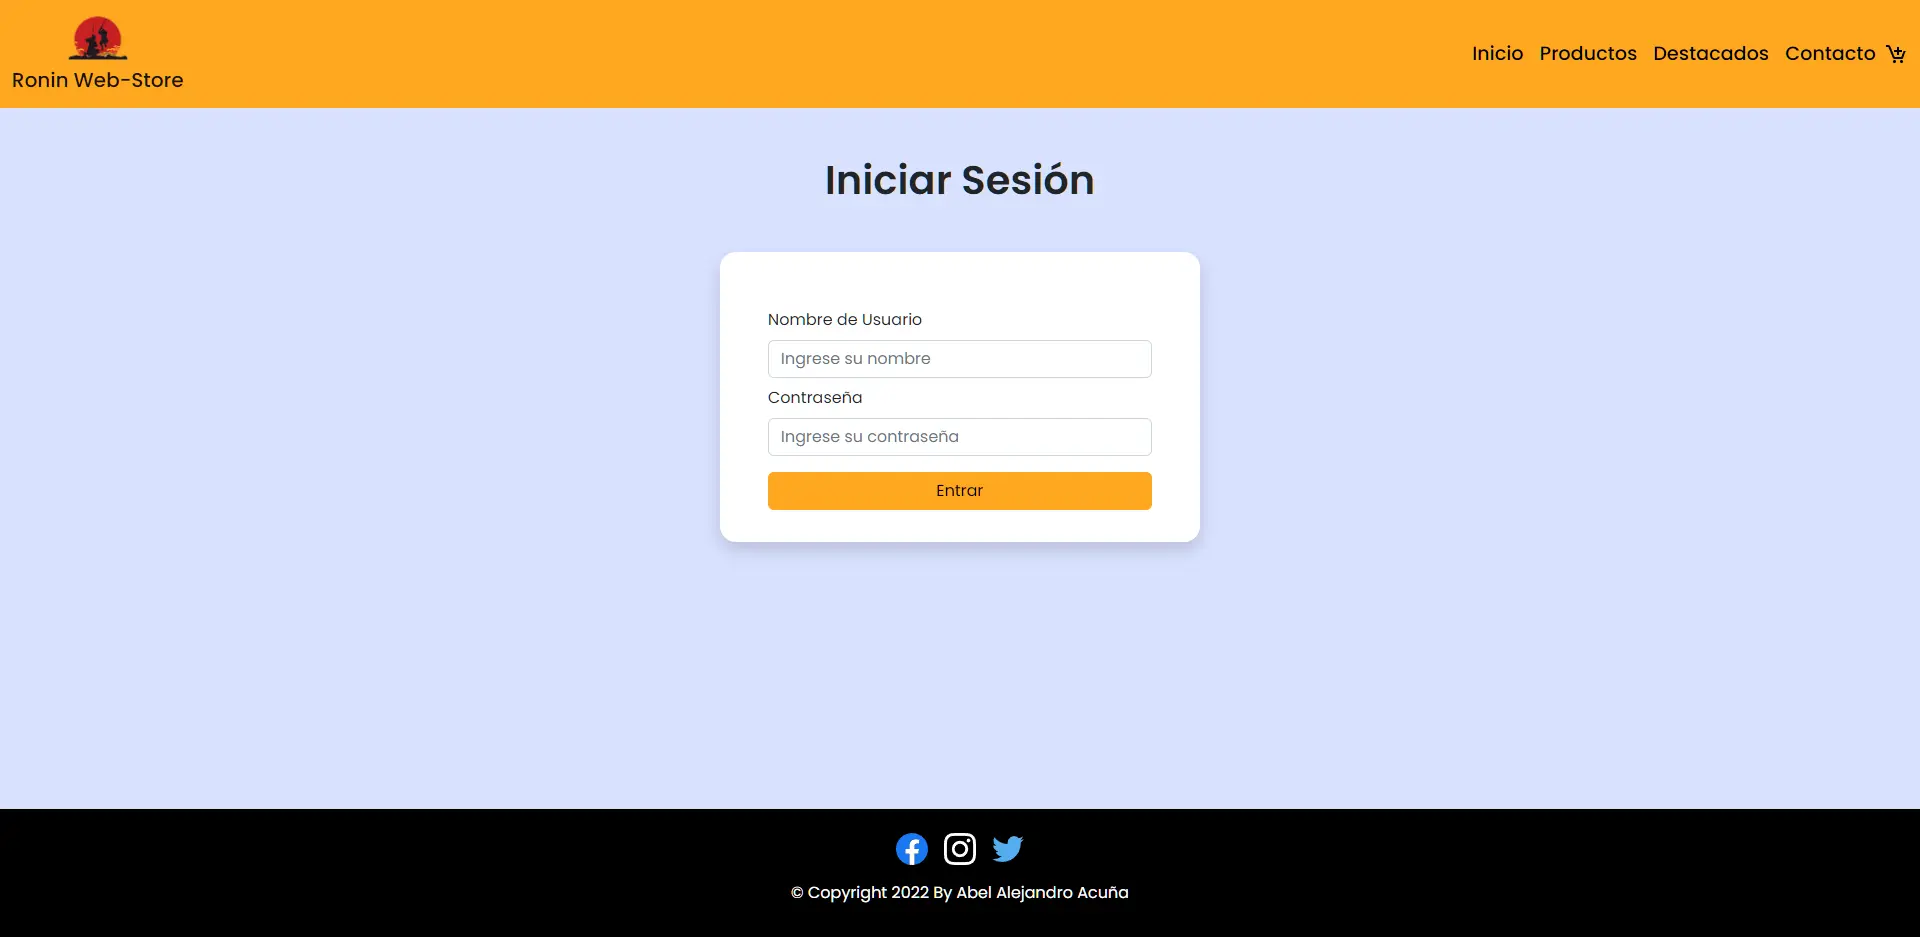 Ronin Web-Store
Inicio Productos Destacados Contacto
Iniciar Sesión
Nombre de Usuario
Ingrese su nombre
Contraseña
Ingrese su contraseña
Entrar
© Copyright 2022 By Abel Alejandro Acuña